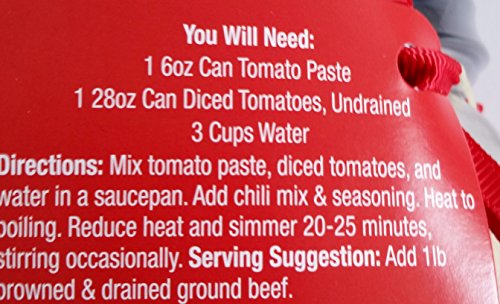 You Will Need:
1 6oz Can Tomato Paste
1 28oz Can Diced Tomatoes, Undrained
3 Cups Water
Directions: Mix tomato paste, diced tomatoes, and
water in a saucepan. Add chili mix & seasoning. Heat to
boiling. Reduce heat and simmer 20-25 minutes,
stirring occasionally. Serving Suggestion: Add 1lb
browned & drained ground beef.